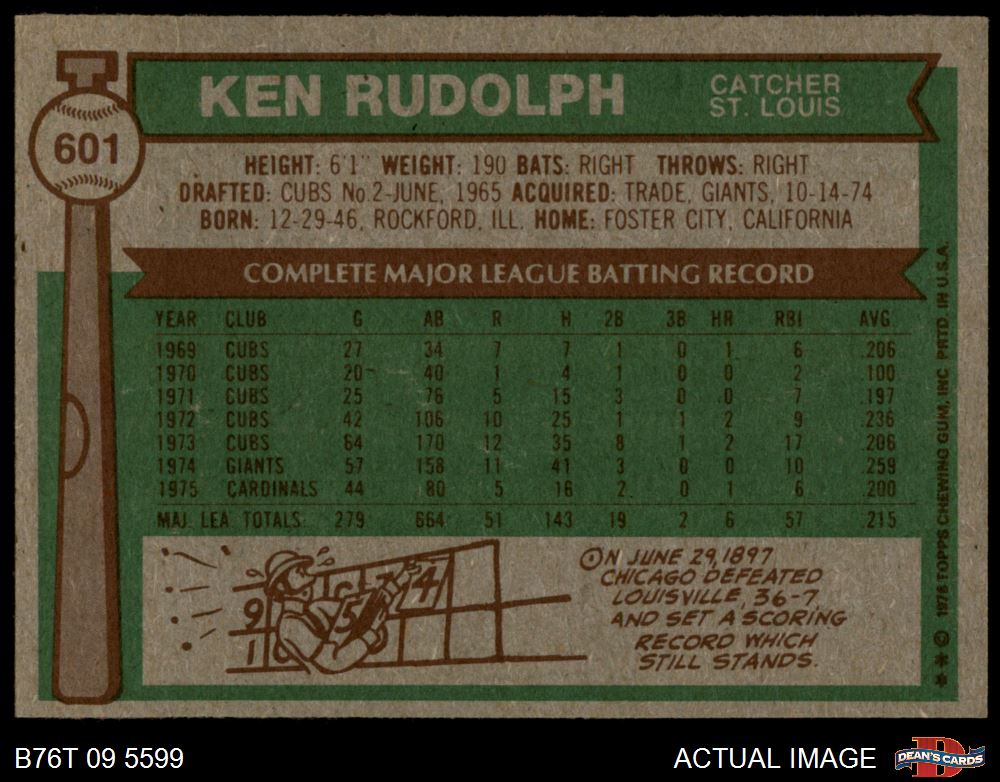 KEN RUDOLPH
CATCHER
ST. LOUIS
601
HEIGHT: 6'1" WEIGHT: 190 BATS: RIGHT THROWS: RIGHT
DRAFTED: CUBS No. 2-JUNE, 1965 ACQUIRED: TRADE, GIANTS, 10-14-74
BORN: 12-29-46, ROCKFORD, ILL. HOME: FOSTER CITY, CALIFORNIA
COMPLETE MAJOR LEAGUE BATTING RECORD
YEAR CLUB G AB R H 2B 3B HR RBI AVG.
1969 CUBS 27 34 7 7 1 0 1 6 .206
1970 CUBS 20 40 1 4 1 0 0 2 .100
1971 CUBS 25 76 5 15 3 0 0 7 .197
1972 CUBS 42 106 10 25 1 1 2 9 .236
1973 CUBS 64 170 12 35 8 1 2 17 .206
1974 GIANTS 57 158 11 41 3 0 0 10 .259
1975 CARDINALS 44 80 5 16 2 0 1 6 .200
MAJ. LEA. TOTALS 279 664 51 143 19 2 6 57 .215
9 5 4
1
ON JUNE 29, 1897
CHICAGO DEFEATED
LOUISVILLE, 36-7
AND SET A SCORING
RECORD WHICH
STILL STANDS.
** © 1976 TOPPS CHEWING GUM, INC. PRTD. IN U.S.A.
B76T 09 5599
ACTUAL IMAGE
D
DEAN'S CARDS